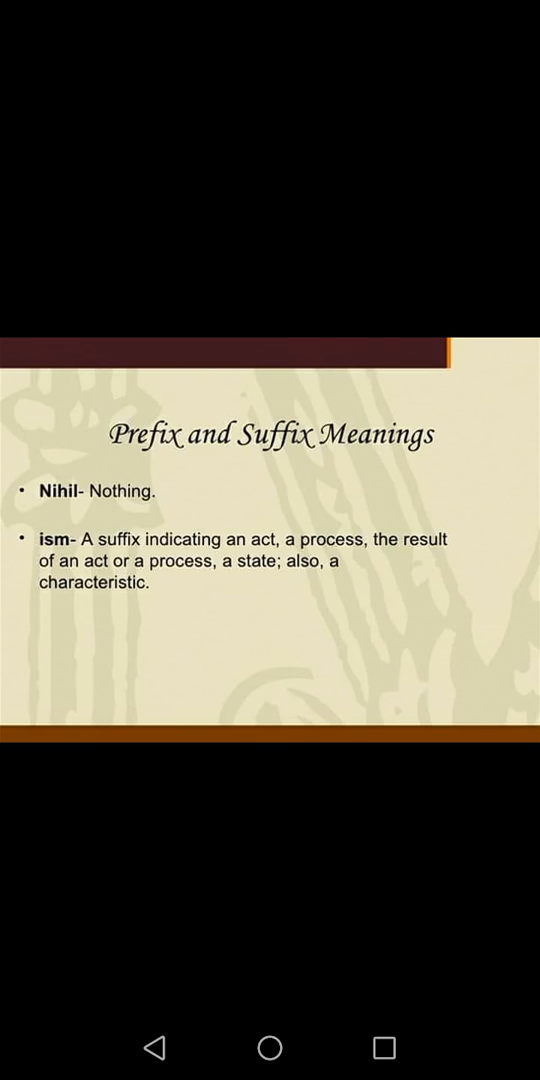 Prefix and Suffix Meanings
• Nihil- Nothing.
• ism- A suffix indicating an act, a process, the result
of an act or a process, a state; also, a
characteristic.